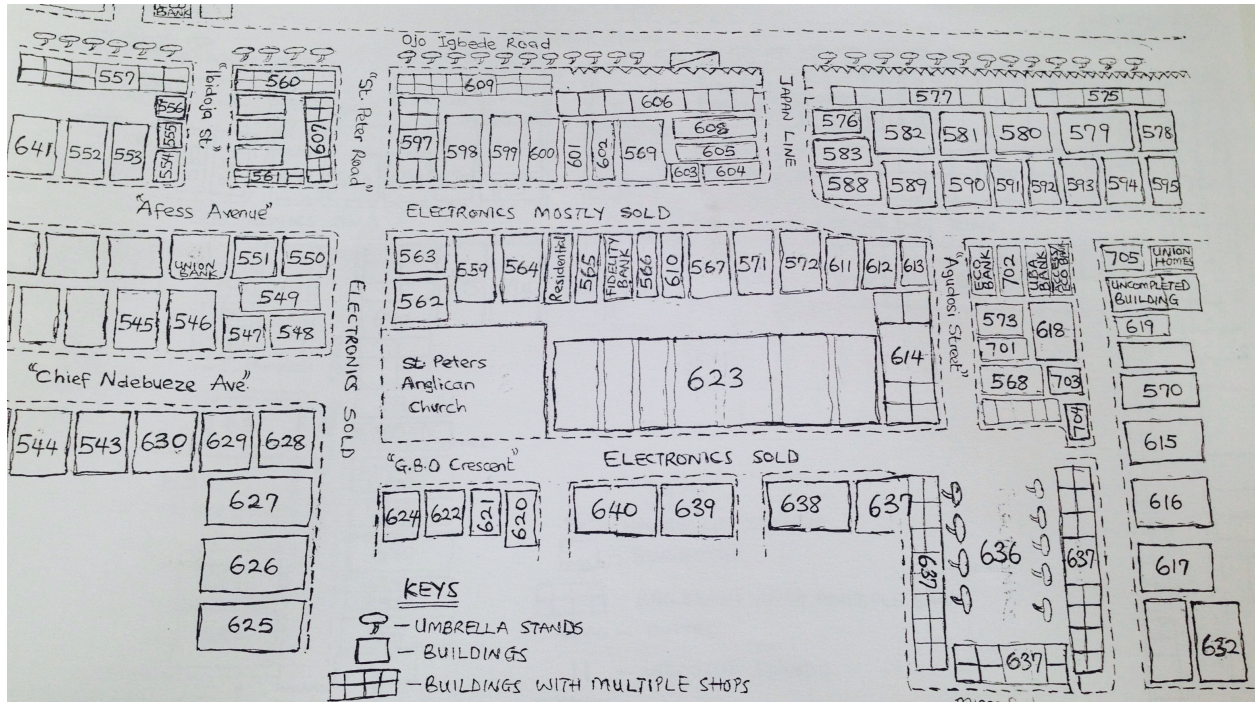 ECO
BANK
Ojo Igbede Road
557
556
555
554
641
552
553
"Ibidoja St."
560
607
561
"St. Peter Road"
609
606
597
598
599
600
601
602
569
608
605
603
604
JAPAN LINE
577
575
576
583
588
582
581
580
579
578
589
590
591
592
593
594
595
"Afess Avenue"
ELECTRONICS MOSTLY SOLD
UNION
BANK
551
550
549
545
546
547
548
ELECTRONICS SOLD
563
562
559
564
Residential
565
FIDELITY
BANK
566
610
567
571
572
611
612
613
614
St. Peters
Anglican
Church
623
"Agudosi Street"
ECO
BANK
702
UBA
BANK
573
618
701
568
703
704
705
UNION
HOMES
UNCOMPLETED
BUILDING
619
570
615
616
617
632
"Chief Ndebueze Ave."
544
543
630
629
628
627
626
625
"G.B.O Crescent"
ELECTRONICS SOLD
624
622
621
620
640
639
638
637
637
636
637
637
KEYS
- UMBRELLA STANDS
- BUILDINGS
- BUILDINGS WITH MULTIPLE SHOPS